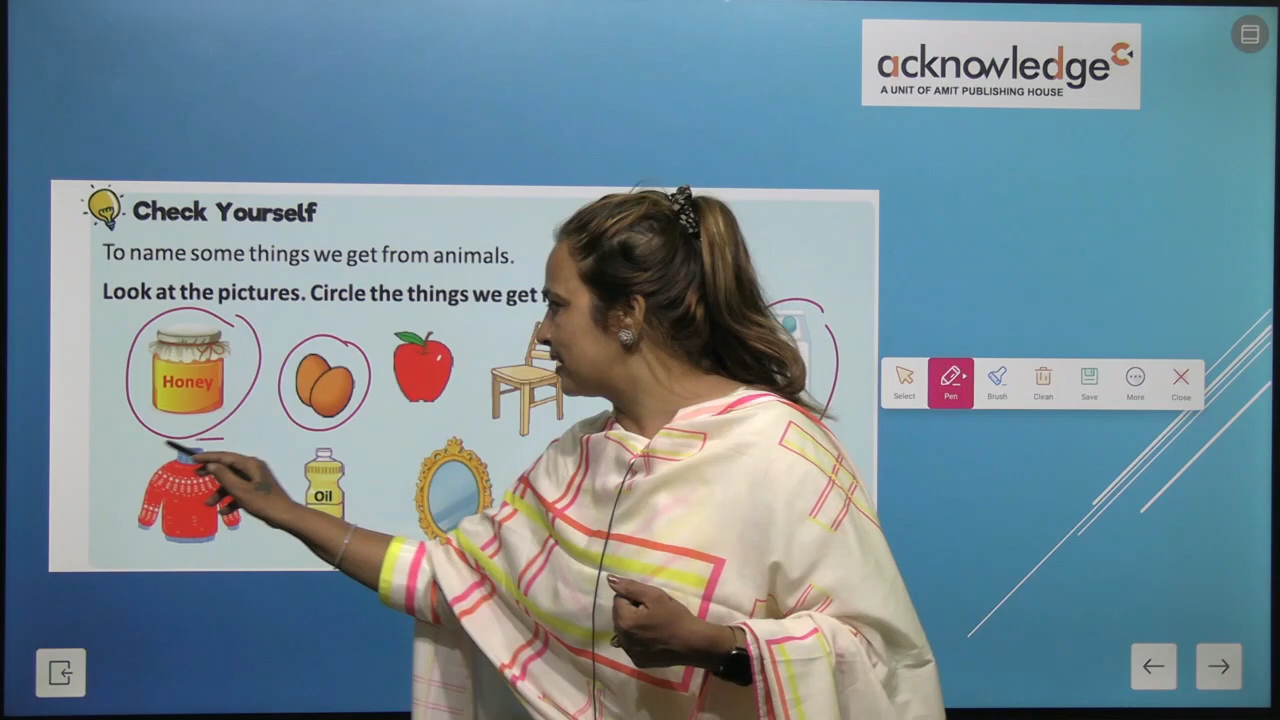 acknowledge
A UNIT OF AMIT PUBLISHING HOUSE
Check Yourself
To name some things we get from animals.
Look at the pictures. Circle the things we get
Honey
Oil
Select
Pen
Brush
Clean
Save
More
Close